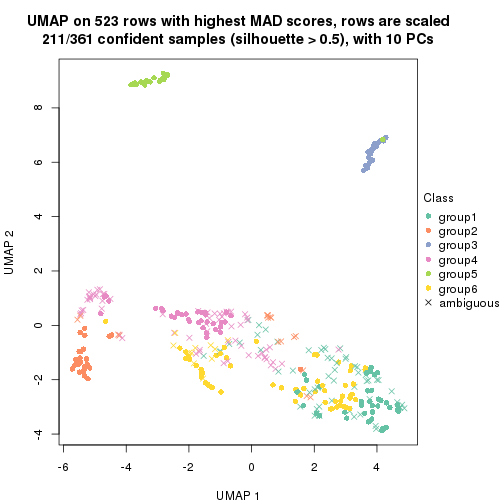 UMAP on 523 rows with highest MAD scores, rows are scaled
211/361 confident samples (silhouette > 0.5), with 10 PCs
8
6
4
2
0
-2
-4
UMAP 2
-6
-4
-2
0
2
4
UMAP 1
Class
group1
group2
group3
group4
group5
group6
ambiguous